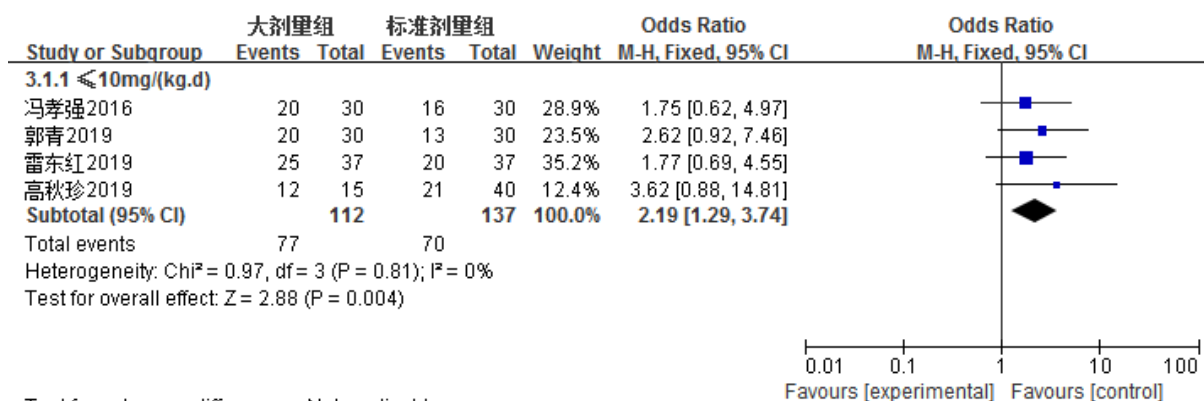 大剂量组 标准剂量组 Odds Ratio Odds Ratio
Study or Subgroup Events Total Events Total Weight M-H, Fixed, 95% CI M-H, Fixed, 95% CI
3.1.1 ≤10mg/(kg.d)
冯孝强2016 20 30 16 30 28.9% 1.75 [0.62, 4.97]
郭青2019 20 30 13 30 23.5% 2.62 [0.92, 7.46]
雷东红2019 25 37 20 37 35.2% 1.77 [0.69, 4.55]
高秋珍2019 12 15 21 40 12.4% 3.62 [0.88, 14.81]
Subtotal (95% CI) 112 137 100.0% 2.19 [1.29, 3.74]
Total events 77 70
Heterogeneity: Chi² = 0.97, df = 3 (P = 0.81); I² = 0%
Test for overall effect: Z = 2.88 (P = 0.004)
0.01 0.1 1 10 100
Favours [experimental] Favours [control]